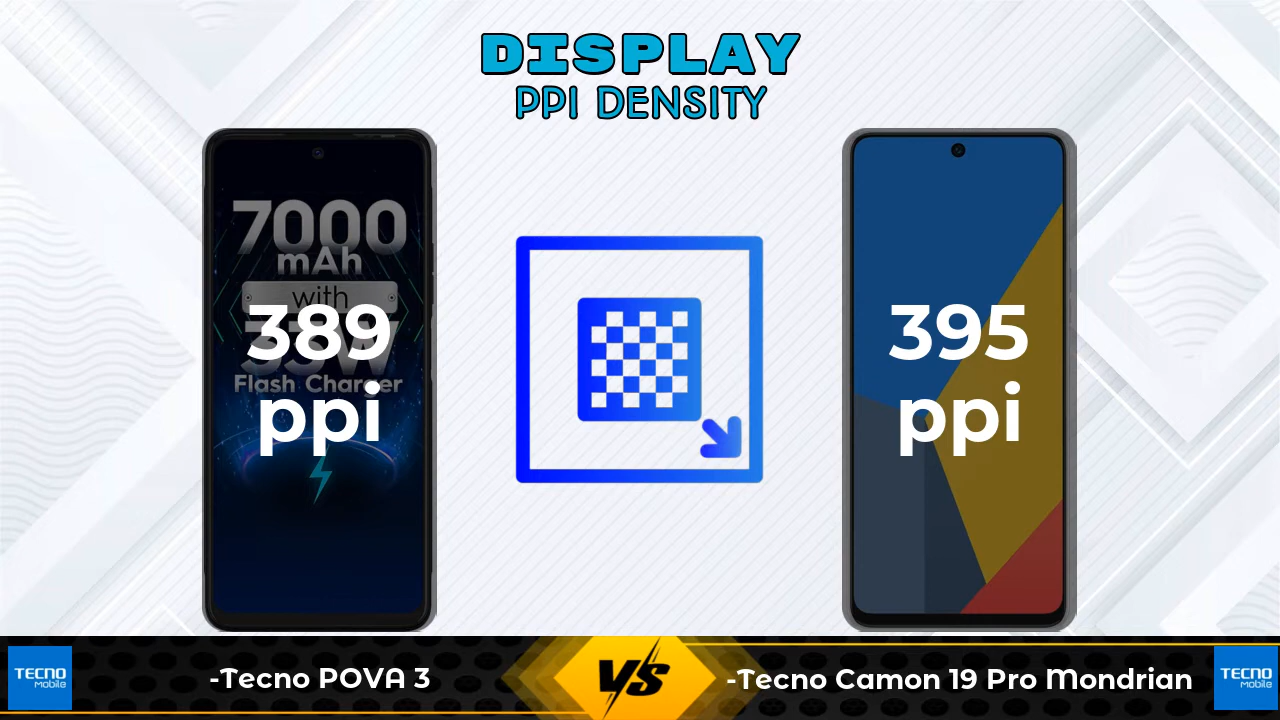 DISPLAY
PPI DENSITY
7000
mAh
with
33W
Flash Charger
389
ppi
395
ppi
-Tecno POVA 3
VS
-Tecno Camon 19 Pro Mondrian
TECNO
mobile
TECNO
mobile